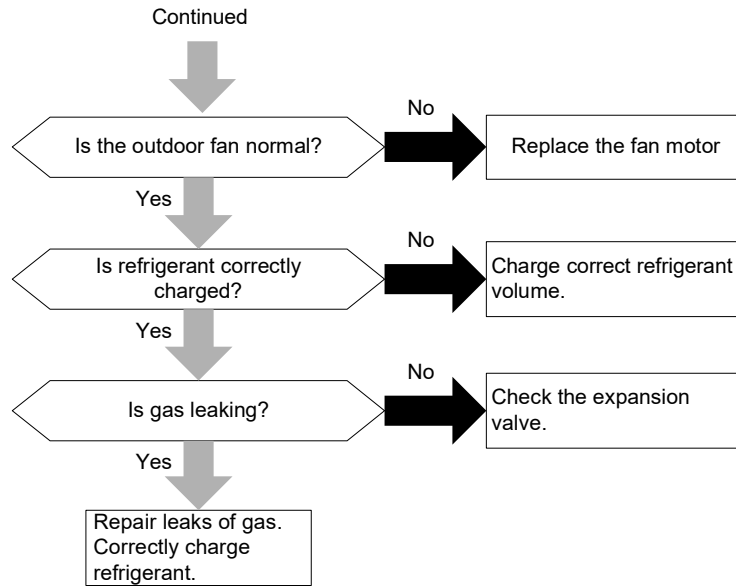 Continued
No
Is the outdoor fan normal?
Replace the fan motor
Yes
No
Is refrigerant correctly
charged?
Charge correct refrigerant
volume.
Yes
No
Is gas leaking?
Check the expansion
valve.
Yes
Repair leaks of gas.
Correctly charge
refrigerant.